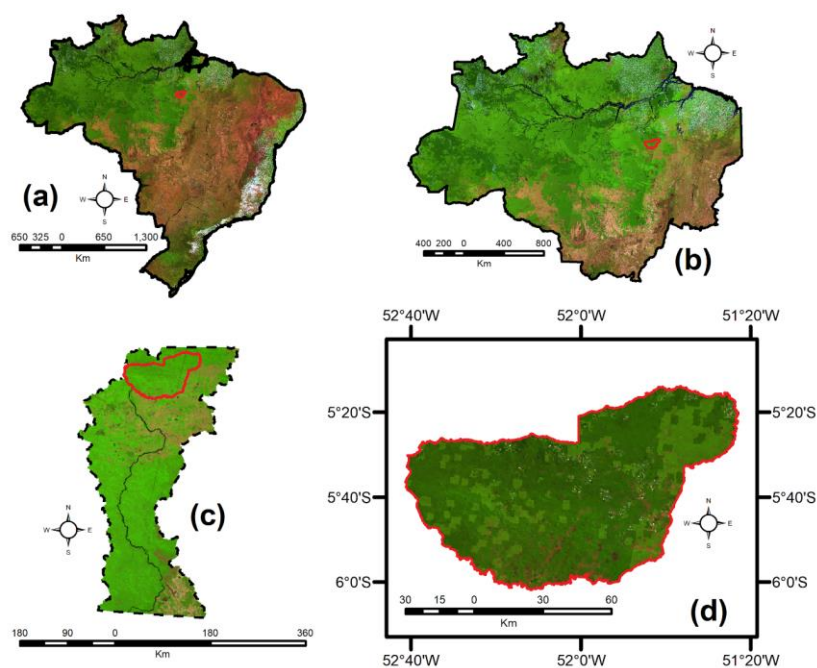 N
W E
S
(a)
650 325 0 650 1,300
Km
N
W E
S
(b)
400 200 0 400 800
Km
N
W E
S
(c)
180 90 0 180 360
Km
52°40'W 52°0'W 51°20'W
5°20'S 5°20'S
5°40'S 5°40'S
6°0'S 6°0'S
N
W E
S
30 15 0 30 60
Km
(d)
52°40'W 52°0'W 51°20'W